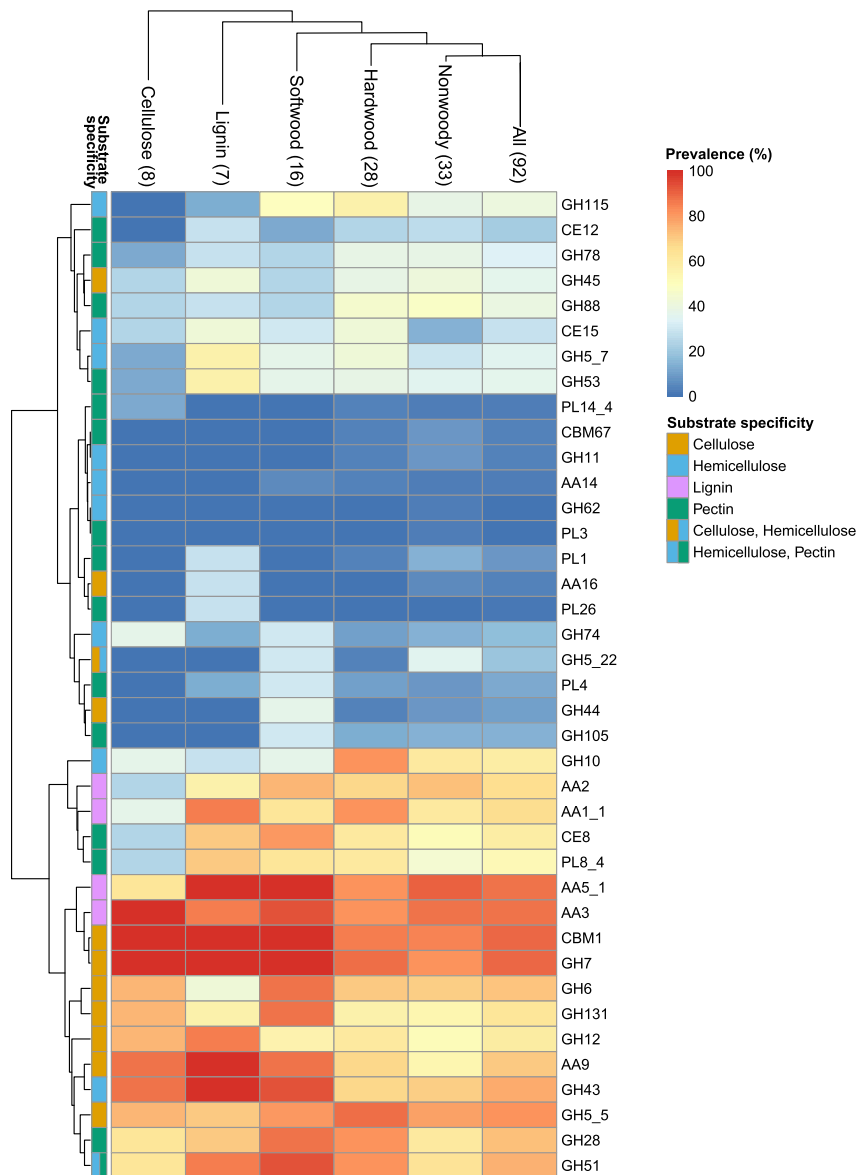 Substrate
specificity
Cellulose (8)
Lignin (7)
Softwood (16)
Hardwood (28)
Nonwoody (33)
All (92)
GH115
CE12
GH78
GH45
GH88
CE15
GH5_7
GH53
PL14_4
CBM67
GH11
AA14
GH62
PL3
PL1
AA16
PL26
GH74
GH5_22
PL4
GH44
GH105
GH10
AA2
AA1_1
CE8
PL8_4
AA5_1
AA3
CBM1
GH7
GH6
GH131
GH12
AA9
GH43
GH5_5
GH28
GH51
Prevalence (%)
100
80
60
40
20
0
Substrate specificity
Cellulose
Hemicellulose
Lignin
Pectin
Cellulose, Hemicellulose
Hemicellulose, Pectin